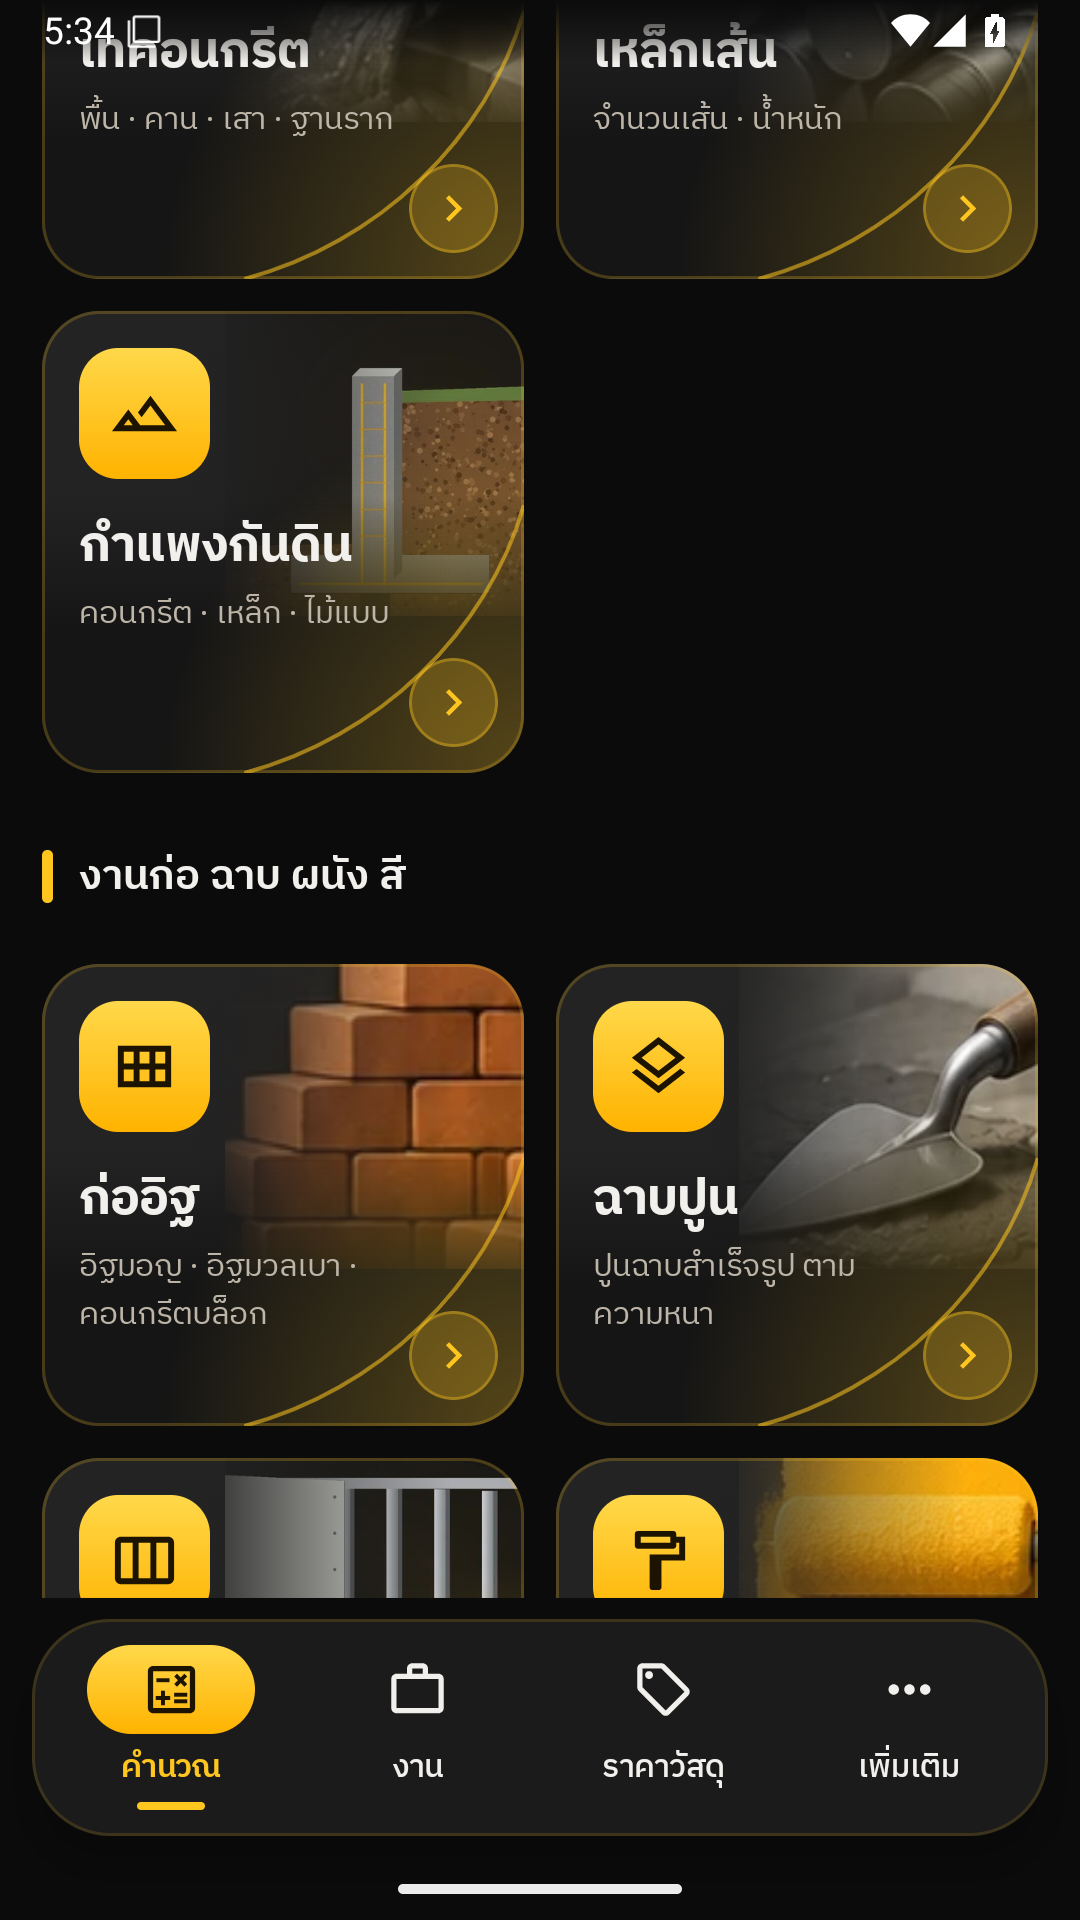 5:34
เทคอนกรีต
เหล็กเส้น
พื้น · คาน · เสา · ฐานราก
จำนวนเส้น · น้ำหนัก
กำแพงกันดิน
คอนกรีต · เหล็ก · ไม้แบบ
งานก่อ ฉาบ ผนัง สี
ก่ออิฐ
ฉาบปูน
อิฐมอญ · อิฐมวลเบา ·
คอนกรีตบล็อก
ปูนฉาบสำเร็จรูป ตาม
ความหนา
คำนวณ
งาน
ราคาวัสดุ
เพิ่มเติม